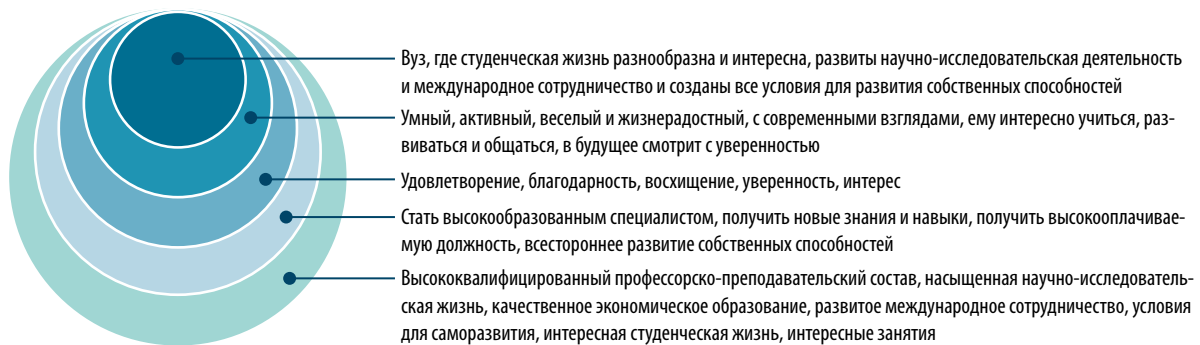 Вуз, где студенческая жизнь разнообразна и интересна, развиты научно-исследовательская деятельность
и международное сотрудничество и созданы все условия для развития собственных способностей
Умный, активный, веселый и жизнерадостный, с современными взглядами, ему интересно учиться, раз-
виваться и общаться, в будущее смотрит с уверенностью
Удовлетворение, благодарность, восхищение, уверенность, интерес
Стать высокообразованным специалистом, получить новые знания и навыки, получить высокооплачивае-
мую должность, всестороннее развитие собственных способностей
Высококвалифицированный профессорско-преподавательский состав, насыщенная научно-исследователь-
ская жизнь, качественное экономическое образование, развитое международное сотрудничество, условия
для саморазвития, интересная студенческая жизнь, интересные занятия